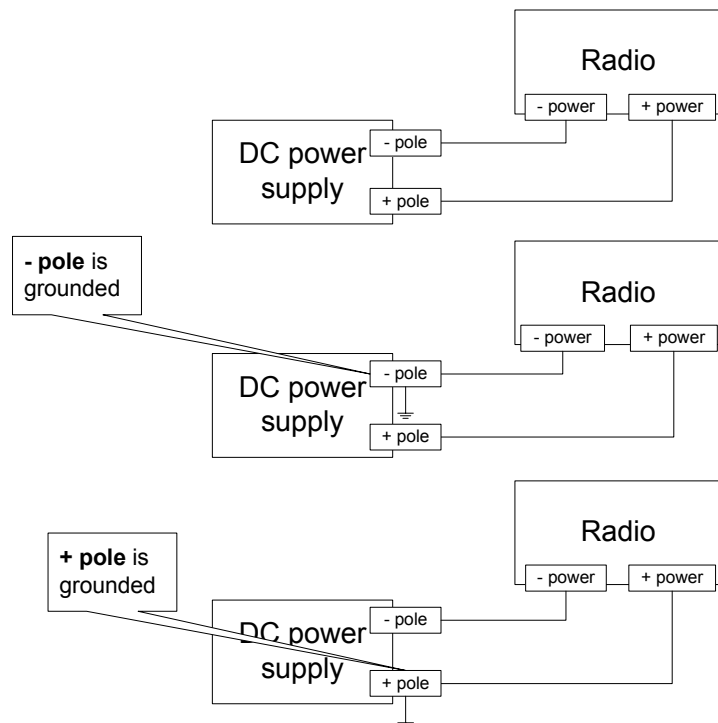 Radio
- power
+ power
DC power
supply
- pole
+ pole
- pole is
grounded
Radio
- power
+ power
DC power
supply
- pole
+ pole
+ pole is
grounded
Radio
- power
+ power
DC power
supply
- pole
+ pole